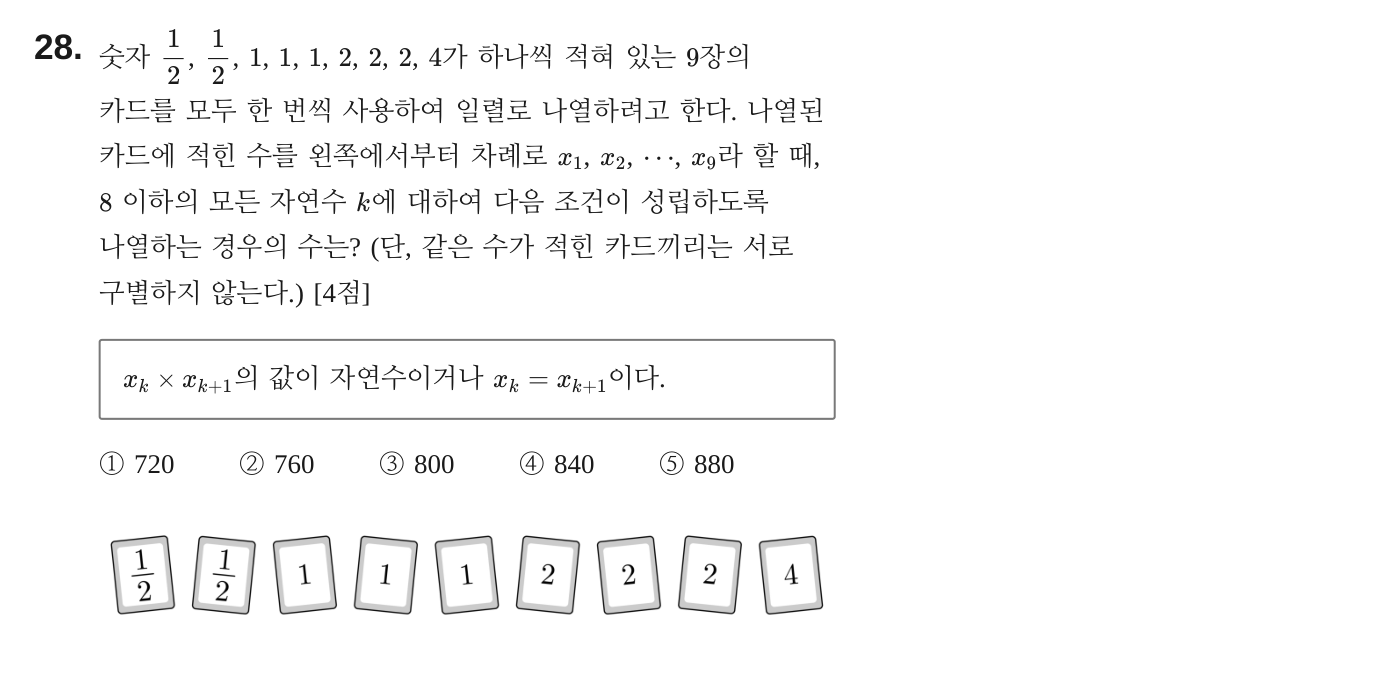 28. 숫자 1/2, 1/2, 1, 1, 1, 2, 2, 2, 4가 하나씩 적혀 있는 9장의
카드를 모두 한 번씩 사용하여 일렬로 나열하려고 한다. 나열된
카드에 적힌 수를 왼쪽에서부터 차례로 x₁, x₂, ⋯, x₉라 할 때,
8 이하의 모든 자연수 k에 대하여 다음 조건이 성립하도록
나열하는 경우의 수는? (단, 같은 수가 적힌 카드끼리는 서로
구별하지 않는다.) [4점]
xₖ × xₖ₊₁의 값이 자연수이거나 xₖ = xₖ₊₁이다.
① 720 ② 760 ③ 800 ④ 840 ⑤ 880
1/2 1/2 1 1 1 2 2 2 4